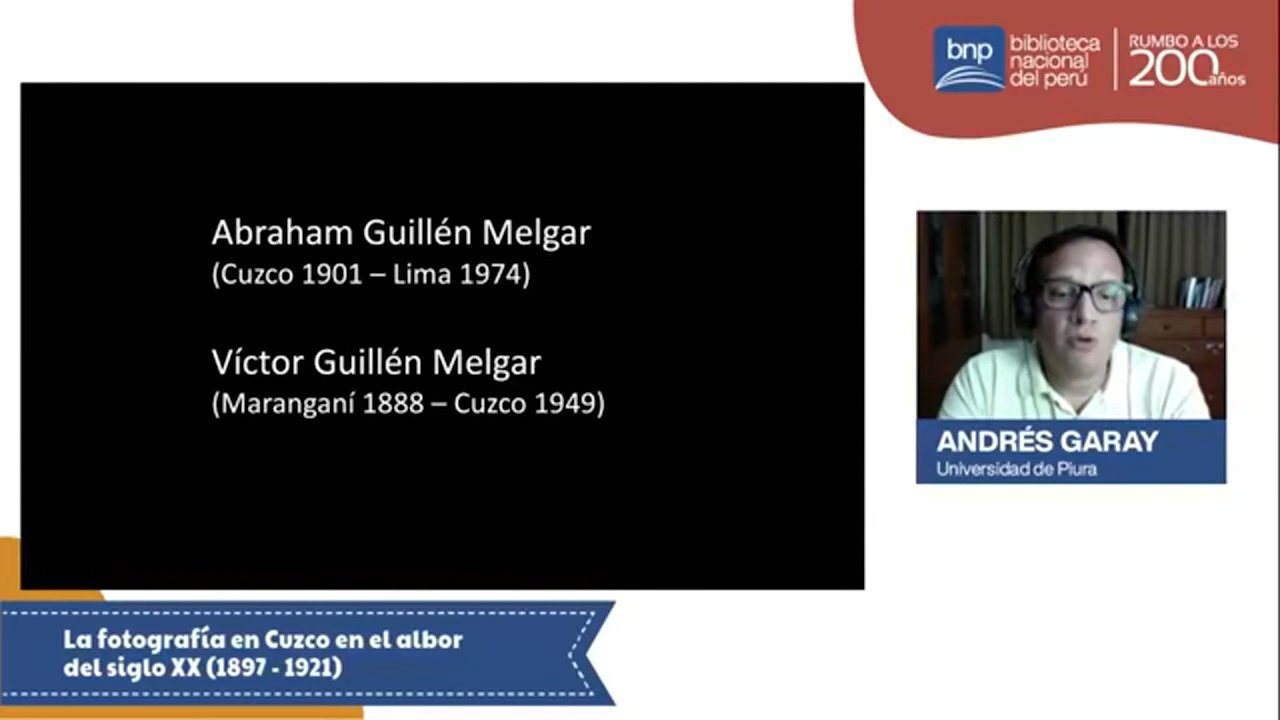 bnp
biblioteca
nacional
del perú
RUMBO A LOS
200 años
Abraham Guillén Melgar
(Cuzco 1901 – Lima 1974)
Víctor Guillén Melgar
(Maranganí 1888 – Cuzco 1949)
ANDRÉS GARAY
Universidad de Piura
La fotografía en Cuzco en el albor
del siglo XX (1897 - 1921)